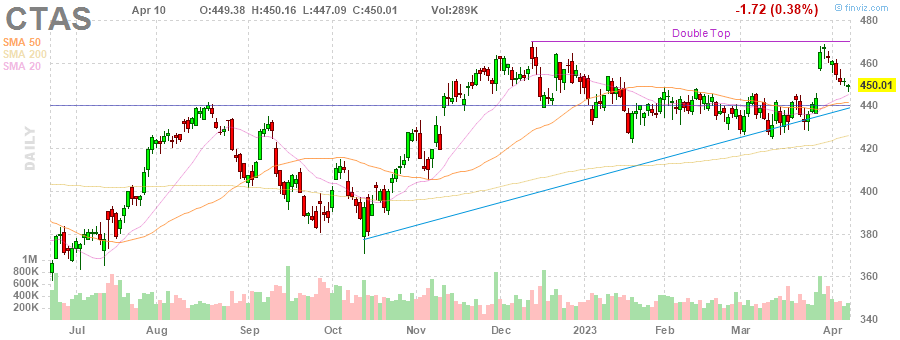 CTAS Apr 10 O:449.38 H:450.16 L:447.09 C:450.01 Vol:289K -1.72 (0.38%) @ finviz.com
SMA 50
SMA 200
SMA 20
Double Top
480
460
450.01
440
420
400
380
360
340
DAILY
1M
800K
600K
400K
200K
Jul Aug Sep Oct Nov Dec 2023 Feb Mar Apr